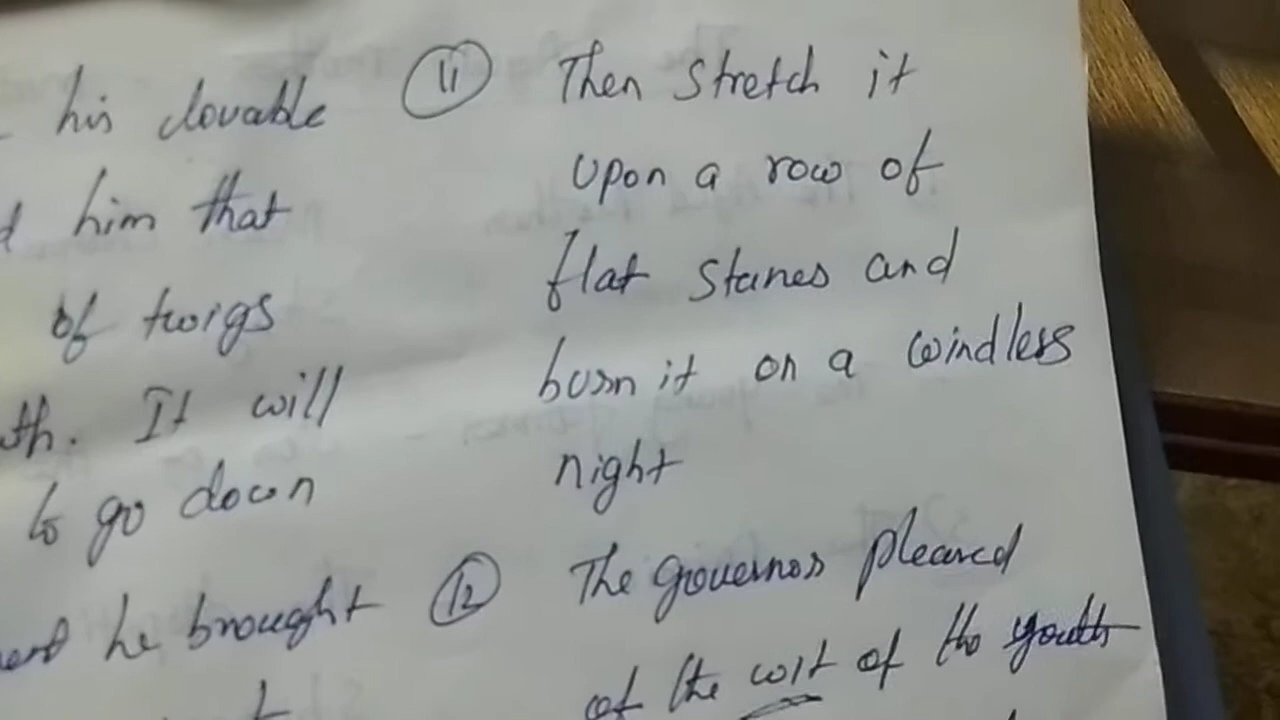 his lovable
him that
of twigs
th. It will
to go down
he brought
11 Then stretch it
upon a row of
flat stones and
burn it on a windless
night
12 The governor pleased
of the wit of the youth